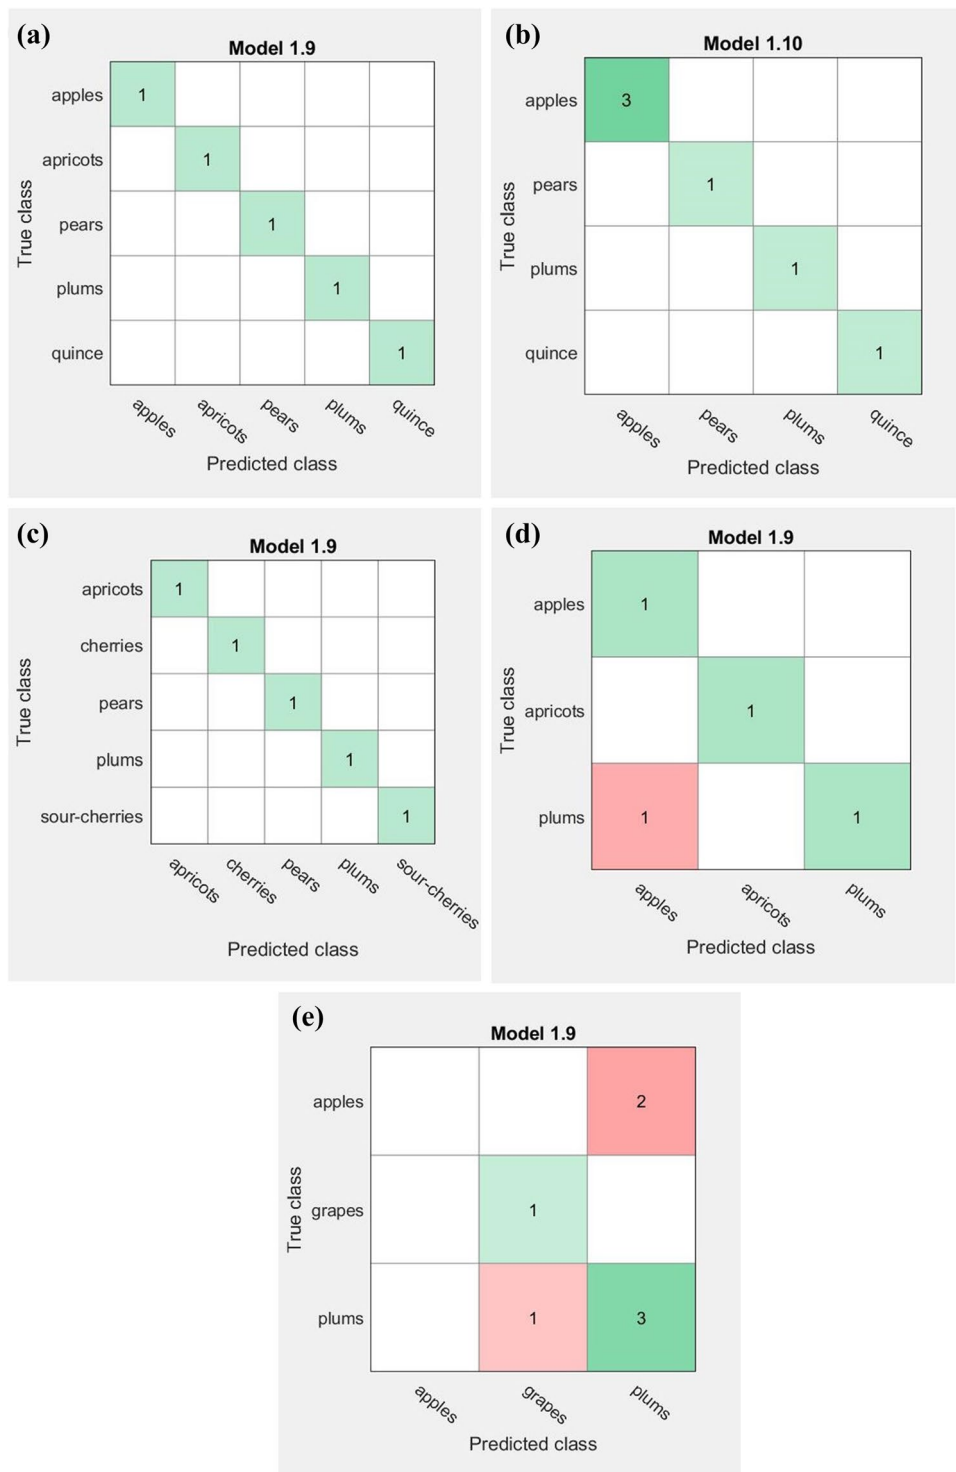 (a)
Model 1.9
True class
apples 1
apricots 1
pears 1
plums 1
quince 1
apples apricots pears plums quince
Predicted class
(b)
Model 1.10
True class
apples 3
pears 1
plums 1
quince 1
apples pears plums quince
Predicted class
(c)
Model 1.9
True class
apricots 1
cherries 1
pears 1
plums 1
sour-cherries 1
apricots cherries pears plums sour-cherries
Predicted class
(d)
Model 1.9
True class
apples 1
apricots 1
plums 1 1
apples apricots plums
Predicted class
(e)
Model 1.9
True class
apples 2
grapes 1
plums 1 3
apples grapes plums
Predicted class